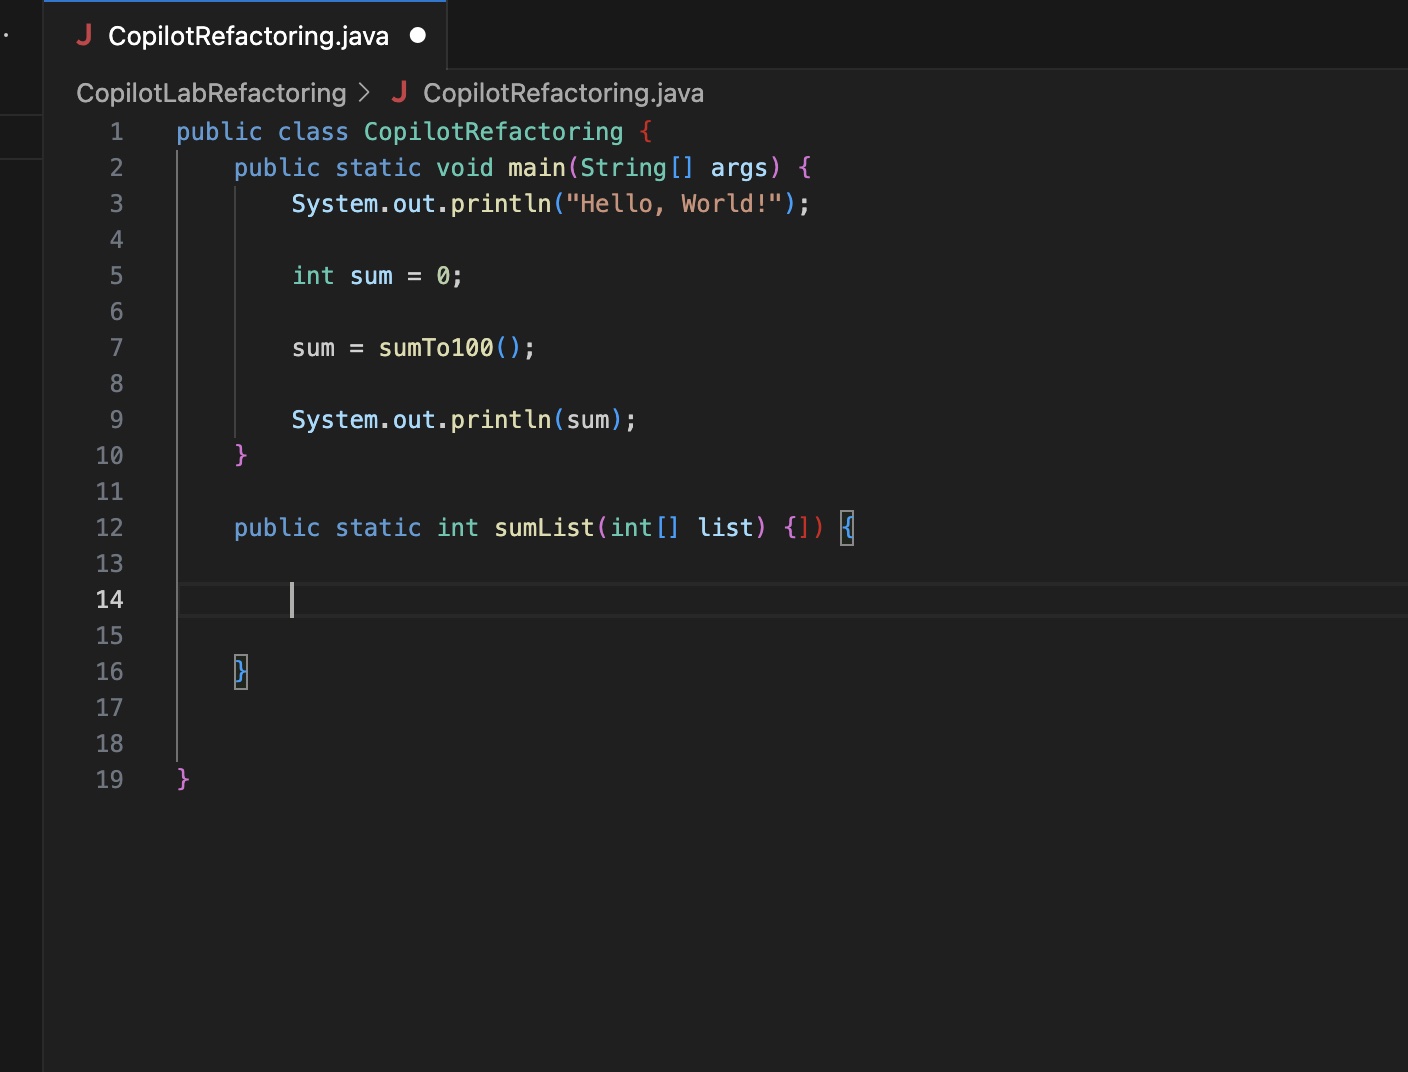 J CopilotRefactoring.java
CopilotLabRefactoring > J CopilotRefactoring.java
1 public class CopilotRefactoring {
2 public static void main(String[] args) {
3 System.out.println("Hello, World!");
4
5 int sum = 0;
6
7 sum = sumTo100();
8
9 System.out.println(sum);
10 }
11
12 public static int sumList(int[] list) {]) {
13
14
15
16 }
17
18
19 }